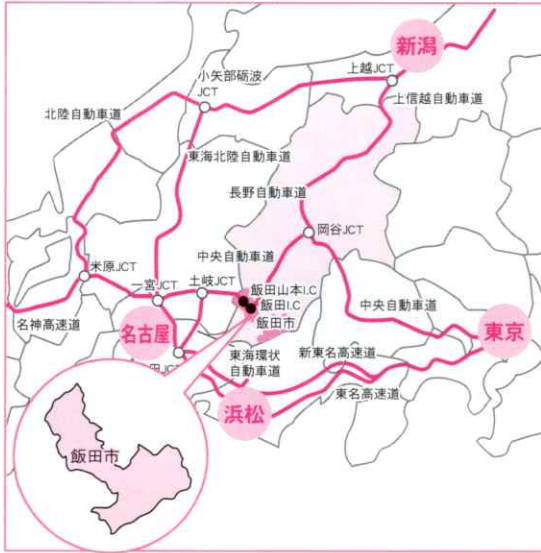 新潟
上越JCT
小矢部砺波
JCT
上信越自動車道
北陸自動車道
東海北陸自動車道
長野自動車道
岡谷JCT
中央自動車道
米原JCT
土岐JCT
一宮JCT
飯田山本I.C
飯田I.C
飯田市
中央自動車道
名神高速道
名古屋
東京
東海環状
自動車道
新東名高速道
東名高速道
浜松
飯田市